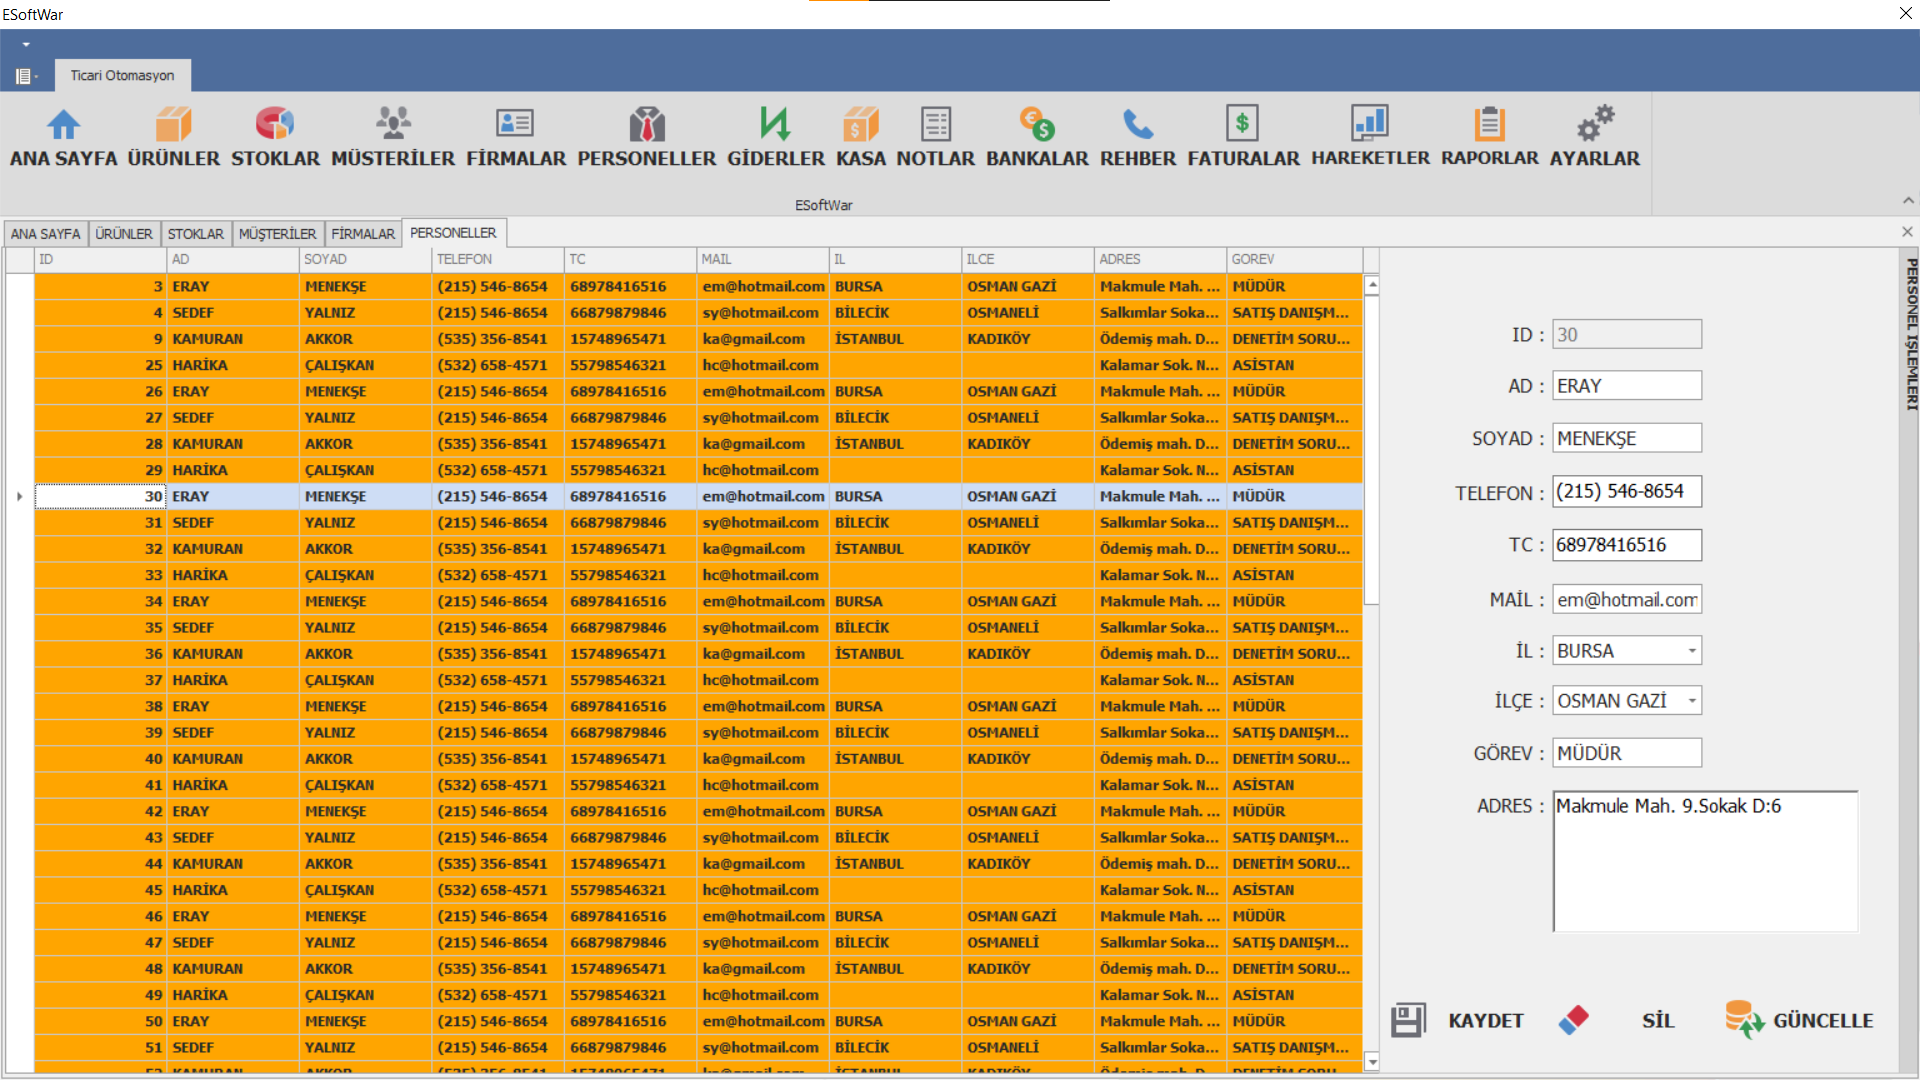 ESoftWar
Ticari Otomasyon
ANA SAYFA ÜRÜNLER STOKLAR MÜSTERİLER FİRMALAR PERSONELLER GİDERLER KASA NOTLAR BANKALAR REHBER FATURALAR HAREKETLER RAPORLAR AYARLAR
ESoftWar
ANA SAYFA ÜRÜNLER STOKLAR MÜŞTERİLER FİRMALAR PERSONELLER
ID AD SOYAD TELEFON TC MAIL IL ILCE ADRES GOREV
3 ERAY MENEKŞE (215) 546-8654 68978416516 em@hotmail.com BURSA OSMAN GAZİ Makmule Mah. ... MÜDÜR
4 SEDEF YALNIZ (215) 546-8654 66879879846 sy@hotmail.com BİLECİK OSMANELİ Salkımlar Soka... SATIŞ DANIŞM...
9 KAMURAN AKKOR (535) 356-8541 15748965471 ka@gmail.com İSTANBUL KADIKÖY Ödemiş mah. D... DENETİM SORU...
25 HARİKA ÇALIŞKAN (532) 658-4571 55798546321 hc@hotmail.com Kalamar Sok. N... ASİSTAN
26 ERAY MENEKŞE (215) 546-8654 68978416516 em@hotmail.com BURSA OSMAN GAZİ Makmule Mah. ... MÜDÜR
27 SEDEF YALNIZ (215) 546-8654 66879879846 sy@hotmail.com BİLECİK OSMANELİ Salkımlar Soka... SATIŞ DANIŞM...
28 KAMURAN AKKOR (535) 356-8541 15748965471 ka@gmail.com İSTANBUL KADIKÖY Ödemiş mah. D... DENETİM SORU...
29 HARİKA ÇALIŞKAN (532) 658-4571 55798546321 hc@hotmail.com Kalamar Sok. N... ASİSTAN
30 ERAY MENEKŞE (215) 546-8654 68978416516 em@hotmail.com BURSA OSMAN GAZİ Makmule Mah. ... MÜDÜR
31 SEDEF YALNIZ (215) 546-8654 66879879846 sy@hotmail.com BİLECİK OSMANELİ Salkımlar Soka... SATIŞ DANIŞM...
32 KAMURAN AKKOR (535) 356-8541 15748965471 ka@gmail.com İSTANBUL KADIKÖY Ödemiş mah. D... DENETİM SORU...
33 HARİKA ÇALIŞKAN (532) 658-4571 55798546321 hc@hotmail.com Kalamar Sok. N... ASİSTAN
34 ERAY MENEKŞE (215) 546-8654 68978416516 em@hotmail.com BURSA OSMAN GAZİ Makmule Mah. ... MÜDÜR
35 SEDEF YALNIZ (215) 546-8654 66879879846 sy@hotmail.com BİLECİK OSMANELİ Salkımlar Soka... SATIŞ DANIŞM...
36 KAMURAN AKKOR (535) 356-8541 15748965471 ka@gmail.com İSTANBUL KADIKÖY Ödemiş mah. D... DENETİM SORU...
37 HARİKA ÇALIŞKAN (532) 658-4571 55798546321 hc@hotmail.com Kalamar Sok. N... ASİSTAN
38 ERAY MENEKŞE (215) 546-8654 68978416516 em@hotmail.com BURSA OSMAN GAZİ Makmule Mah. ... MÜDÜR
39 SEDEF YALNIZ (215) 546-8654 66879879846 sy@hotmail.com BİLECİK OSMANELİ Salkımlar Soka... SATIŞ DANIŞM...
40 KAMURAN AKKOR (535) 356-8541 15748965471 ka@gmail.com İSTANBUL KADIKÖY Ödemiş mah. D... DENETİM SORU...
41 HARİKA ÇALIŞKAN (532) 658-4571 55798546321 hc@hotmail.com Kalamar Sok. N... ASİSTAN
42 ERAY MENEKŞE (215) 546-8654 68978416516 em@hotmail.com BURSA OSMAN GAZİ Makmule Mah. ... MÜDÜR
43 SEDEF YALNIZ (215) 546-8654 66879879846 sy@hotmail.com BİLECİK OSMANELİ Salkımlar Soka... SATIŞ DANIŞM...
44 KAMURAN AKKOR (535) 356-8541 15748965471 ka@gmail.com İSTANBUL KADIKÖY Ödemiş mah. D... DENETİM SORU...
45 HARİKA ÇALIŞKAN (532) 658-4571 55798546321 hc@hotmail.com Kalamar Sok. N... ASİSTAN
46 ERAY MENEKŞE (215) 546-8654 68978416516 em@hotmail.com BURSA OSMAN GAZİ Makmule Mah. ... MÜDÜR
47 SEDEF YALNIZ (215) 546-8654 66879879846 sy@hotmail.com BİLECİK OSMANELİ Salkımlar Soka... SATIŞ DANIŞM...
48 KAMURAN AKKOR (535) 356-8541 15748965471 ka@gmail.com İSTANBUL KADIKÖY Ödemiş mah. D... DENETİM SORU...
49 HARİKA ÇALIŞKAN (532) 658-4571 55798546321 hc@hotmail.com Kalamar Sok. N... ASİSTAN
50 ERAY MENEKŞE (215) 546-8654 68978416516 em@hotmail.com BURSA OSMAN GAZİ Makmule Mah. ... MÜDÜR
51 SEDEF YALNIZ (215) 546-8654 66879879846 sy@hotmail.com BİLECİK OSMANELİ Salkımlar Soka... SATIŞ DANIŞM...
ID : 30
AD : ERAY
SOYAD : MENEKŞE
TELEFON : (215) 546-8654
TC : 68978416516
MAİL : em@hotmail.com
İL : BURSA
İLÇE : OSMAN GAZİ
GÖREV : MÜDÜR
ADRES : Makmule Mah. 9.Sokak D:6
KAYDET SİL GÜNCELLE
PERSONEL IŞLEMLERI